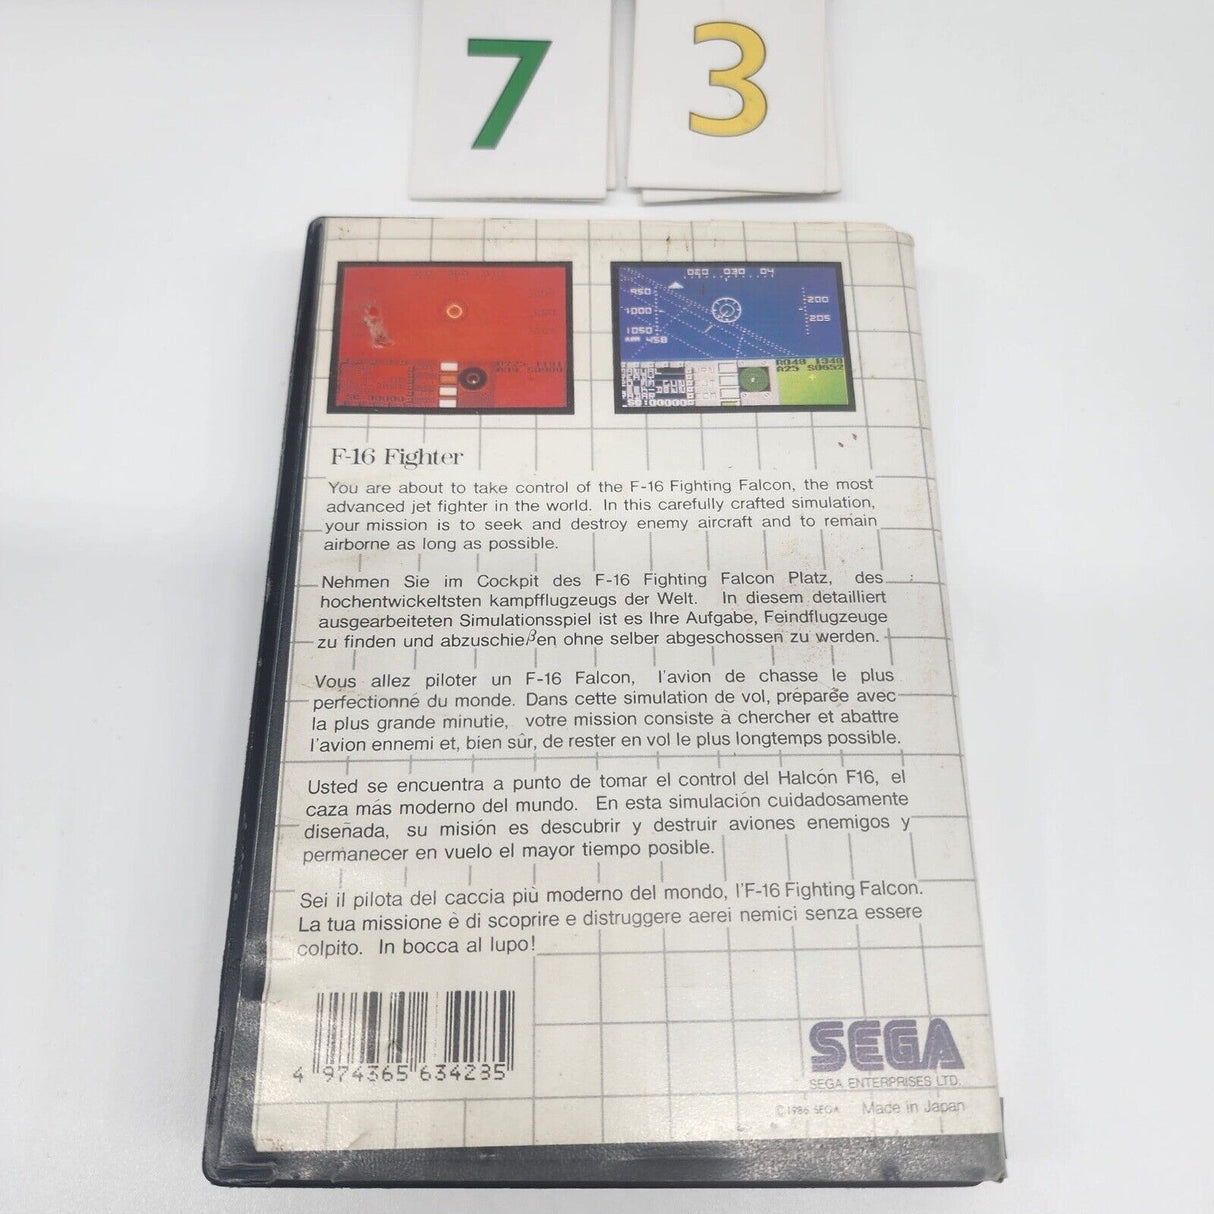 7 3
020 030 04
950
1000
1050
458
200
205
F-16 Fighter
You are about to take control of the F-16 Fighting Falcon, the most
advanced jet fighter in the world. In this carefully crafted simulation,
your mission is to seek and destroy enemy aircraft and to remain
airborne as long as possible.
Nehmen Sie im Cockpit des F-16 Fighting Falcon Platz, des
hochentwickeltsten kampfflugzeugs der Welt. In diesem detailliert
ausgearbeiteten Simulationsspiel ist es Ihre Aufgabe, Feindflugzeuge
zu finden und abzuschießen ohne selber abgeschossen zu werden.
Vous allez piloter un F-16 Falcon, l'avion de chasse le plus
perfectionné du monde. Dans cette simulation de vol, préparée avec
la plus grande minutie, votre mission consiste à chercher et abattre
l'avion ennemi et, bien sûr, de rester en vol le plus longtemps possible.
Usted se encuentra a punto de tomar el control del Halcón F16, el
caza más moderno del mundo. En esta simulación cuidadosamente
diseñada, su misión es descubrir y destruir aviones enemigos y
permanecer en vuelo el mayor tiempo posible.
Sei il pilota del caccia più moderno del mondo, l'F-16 Fighting Falcon.
La tua missione è di scoprire e distruggere aerei nemici senza essere
colpito. In bocca al lupo!
4 974365 634235
SEGA
SEGA ENTERPRISES LTD.
©1986 SEGA Made in Japan